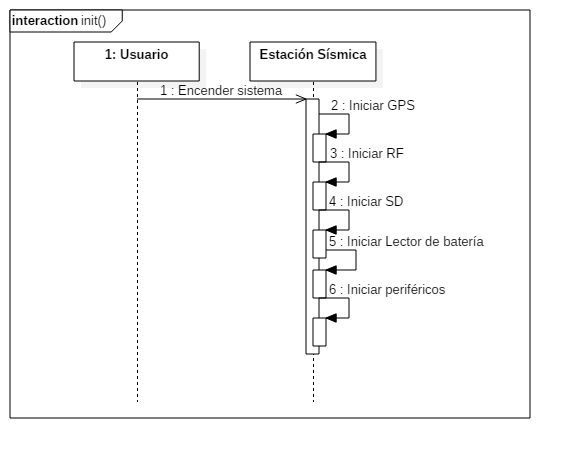 interaction init()
1: Usuario
Estación Sísmica
1 : Encender sistema
2 : Iniciar GPS
3 : Iniciar RF
4 : Iniciar SD
5 : Iniciar Lector de batería
6 : Iniciar periféricos